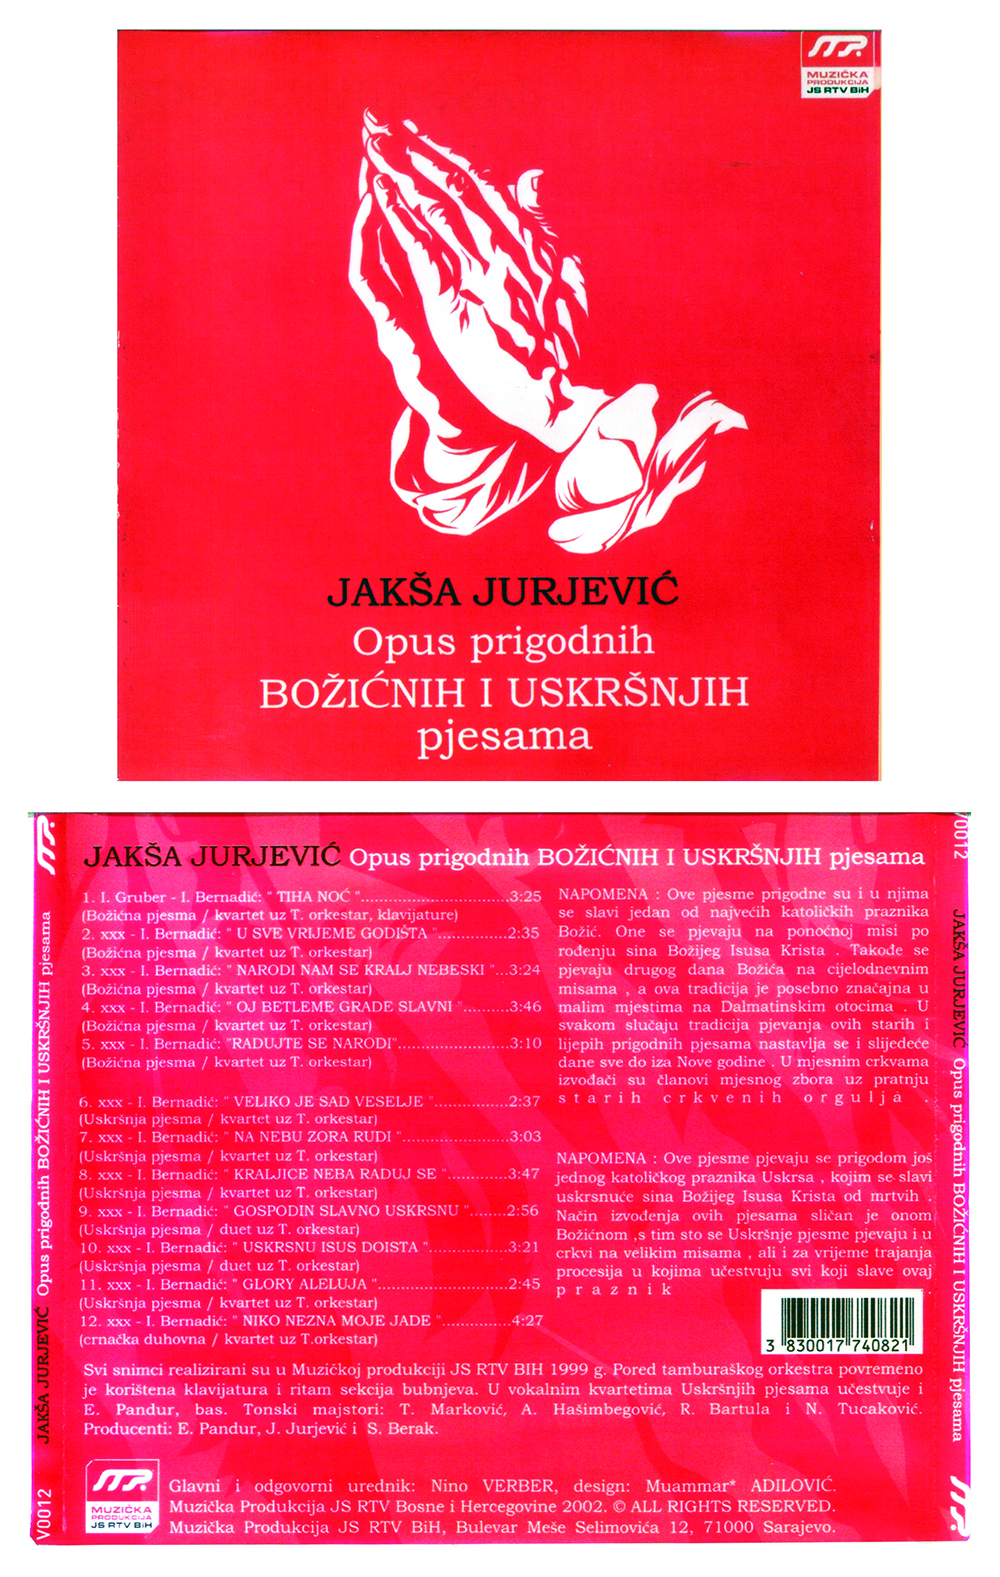 MUZIČKA
PRODUKCIJA
JS RTV BiH
JAKŠA JURJEVIĆ
Opus prigodnih
BOŽIĆNIH I USKRŠNJIH
pjesama
JAKŠA JURJEVIĆ Opus prigodnih BOŽIĆNIH I USKRŠNJIH pjesama
1. I. Gruber - I. Bernadić: " TIHA NOĆ "..........................3:25
(Božićna pjesma / kvartet uz T. orkestar, klavijature)
2. xxx - I. Bernadić: " U SVE VRIJEME GODIŠTA ".................2:35
(Božićna pjesma / kvartet uz T. orkestar)
3. xxx - I. Bernadić: " NARODI NAM SE KRALJ NEBESKI "...3:24
(Božićna pjesma / kvartet uz T. orkestar)
4. xxx - I. Bernadić: " OJ BETLEME GRADE SLAVNI "..........3:46
(Božićna pjesma / kvartet uz T. orkestar)
5. xxx - I. Bernadić: "RADUJTE SE NARODI"........................3:10
(Božićna pjesma / kvartet uz T. orkestar)
6. xxx - I. Bernadić: " VELIKO JE SAD VESELJE "................2:37
(Uskršnja pjesma / kvartet uz T. orkestar)
7. xxx - I. Bernadić: " NA NEBU ZORA RUDI "......................3:03
(Uskršnja pjesma / kvartet uz T. orkestar)
8. xxx - I. Bernadić: " KRALJICE NEBA RADUJ SE "..............3:47
(Uskršnja pjesma / kvartet uz T. orkestar)
9. xxx - I. Bernadić: " GOSPODIN SLAVNO USKRSNU ".......2:56
(Uskršnja pjesma / duet uz T. orkestar)
10. xxx - I. Bernadić: " USKRSNU ISUS DOISTA "................3:21
(Uskršnja pjesma / duet uz T. orkestar)
11. xxx - I. Bernadić: " GLORY ALELUJA "..........................2:45
(Uskršnja pjesma / kvartet uz T. orkestar)
12. xxx - I. Bernadić: " NIKO NEZNA MOJE JADE "..............4:27
(crnačka duhovna / kvartet uz T.orkestar)
NAPOMENA : Ove pjesme prigodne su i u njima
se slavi jedan od najvećih katoličkih praznika
Božić. One se pjevaju na ponoćnoj misi po
rođenju sina Božijeg Isusa Krista . Takođe se
pjevaju drugog dana Božića na cijelodnevnim
misama , a ova tradicija je posebno značajna u
malim mjestima na Dalmatinskim otocima . U
svakom slučaju tradicija pjevanja ovih starih i
lijepih prigodnih pjesama nastavlja se i slijedeće
dane sve do iza Nove godine . U mjesnim crkvama
izvođači su članovi mjesnog zbora uz pratnju
starih crkvenih orgulja .
NAPOMENA : Ove pjesme pjevaju se prigodom još
jednog katoličkog praznika Uskrsa , kojim se slavi
uskrsnuće sina Božijeg Isusa Krista od mrtvih .
Način izvođenja ovih pjesama sličan je onom
Božićnom ,s tim sto se Uskršnje pjesme pjevaju i u
crkvi na velikim misama , ali i za vrijeme trajanja
procesija u kojima učestvuju svi koji slave ovaj
praznik
3 830017 740821
Svi snimci realizirani su u Muzičkoj produkciji JS RTV BIH 1999 g. Pored tamburaškog orkestra povremeno
je korištena klavijatura i ritam sekcija bubnjeva. U vokalnim kvartetima Uskršnjih pjesama učestvuje i
E. Pandur, bas. Tonski majstori: T. Marković, A. Hašimbegović, R. Bartula i N. Tucaković.
Producenti: E. Pandur, J. Jurjević i S. Berak.
MUZIČKA
PRODUKCIJA
JS RTV BiH
Glavni i odgovorni urednik: Nino VERBER, design: Muammar* ADILOVIĆ.
Muzička Produkcija JS RTV Bosne i Hercegovine 2002. © ALL RIGHTS RESERVED.
Muzička Produkcija JS RTV BiH, Bulevar Meše Selimovića 12, 71000 Sarajevo.
V0012 JAKŠA JURJEVIĆ Opus prigodnih BOŽIĆNIH I USKRŠNJIH pjesama
V0012 JAKŠA JURJEVIĆ Opus prigodnih BOŽIĆNIH I USKRŠNJIH pjesama